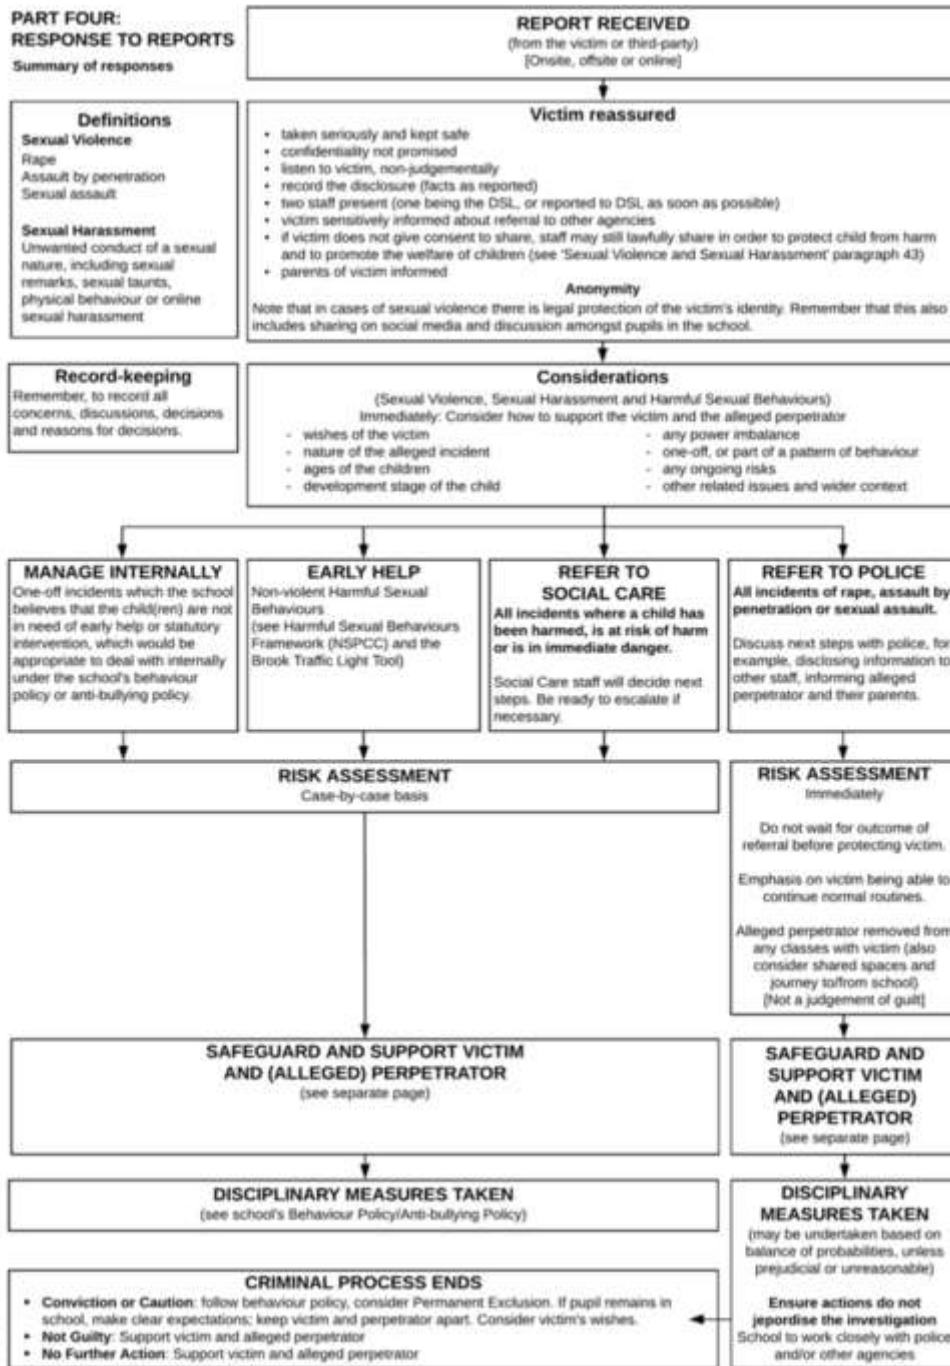 PART FOUR:
RESPONSE TO REPORTS
Summary of responses
REPORT RECEIVED
(from the victim or third-party)
[Onsite, offsite or online]
Definitions
Sexual Violence
Rape
Assault by penetration
Sexual assault
Sexual Harassment
Unwanted conduct of a sexual
nature, including sexual
remarks, sexual taunts,
physical behaviour or online
sexual harassment
Victim reassured
• taken seriously and kept safe
• confidentiality not promised
• listen to victim, non-judgementally
• record the disclosure (facts as reported)
• two staff present (one being the DSL, or reported to DSL as soon as possible)
• victim sensitively informed about referral to other agencies
• if victim does not give consent to share, staff may still lawfully share in order to protect child from harm
and to promote the welfare of children (see 'Sexual Violence and Sexual Harassment' paragraph 43)
• parents of victim informed
Anonymity
Note that in cases of sexual violence there is legal protection of the victim's identity. Remember that this also
includes sharing on social media and discussion amongst pupils in the school.
Record-keeping
Remember, to record all
concerns, discussions, decisions
and reasons for decisions.
Considerations
(Sexual Violence, Sexual Harassment and Harmful Sexual Behaviours)
Immediately: Consider how to support the victim and the alleged perpetrator
- wishes of the victim
- nature of the alleged incident
- ages of the children
- development stage of the child
- any power imbalance
- one-off, or part of a pattern of behaviour
- any ongoing risks
- other related issues and wider context
MANAGE INTERNALLY
One-off incidents which the school
believes that the child(ren) are not
in need of early help or statutory
intervention, which would be
appropriate to deal with internally
under the school's behaviour
policy or anti-bullying policy.
EARLY HELP
Non-violent Harmful Sexual
Behaviours
(see Harmful Sexual Behaviours
Framework (NSPCC) and the
Brook Traffic Light Tool)
REFER TO
SOCIAL CARE
All incidents where a child has
been harmed, is at risk of harm
or is in immediate danger.
Social Care staff will decide next
steps. Be ready to escalate if
necessary.
REFER TO POLICE
All incidents of rape, assault by
penetration or sexual assault.
Discuss next steps with police, for
example, disclosing information to
other staff, informing alleged
perpetrator and their parents.
RISK ASSESSMENT
Case-by-case basis
RISK ASSESSMENT
Immediately
Do not wait for outcome of
referral before protecting victim.
Emphasis on victim being able to
continue normal routines.
Alleged perpetrator removed from
any classes with victim (also
consider shared spaces and
journey to/from school)
[Not a judgement of guilt]
SAFEGUARD AND SUPPORT VICTIM
AND (ALLEGED) PERPETRATOR
(see separate page)
SAFEGUARD AND
SUPPORT VICTIM
AND (ALLEGED)
PERPETRATOR
(see separate page)
DISCIPLINARY MEASURES TAKEN
(see school's Behaviour Policy/Anti-bullying Policy)
DISCIPLINARY
MEASURES TAKEN
(may be undertaken based on
balance of probabilities, unless
prejudicial or unreasonable)
Ensure actions do not
jepordise the investigation
School to work closely with police
and/or other agencies
CRIMINAL PROCESS ENDS
• Conviction or Caution: follow behaviour policy, consider Permanent Exclusion. If pupil remains in
school, make clear expectations; keep victim and perpetrator apart. Consider victim's wishes.
• Not Guilty: Support victim and alleged perpetrator
• No Further Action: Support victim and alleged perpetrator